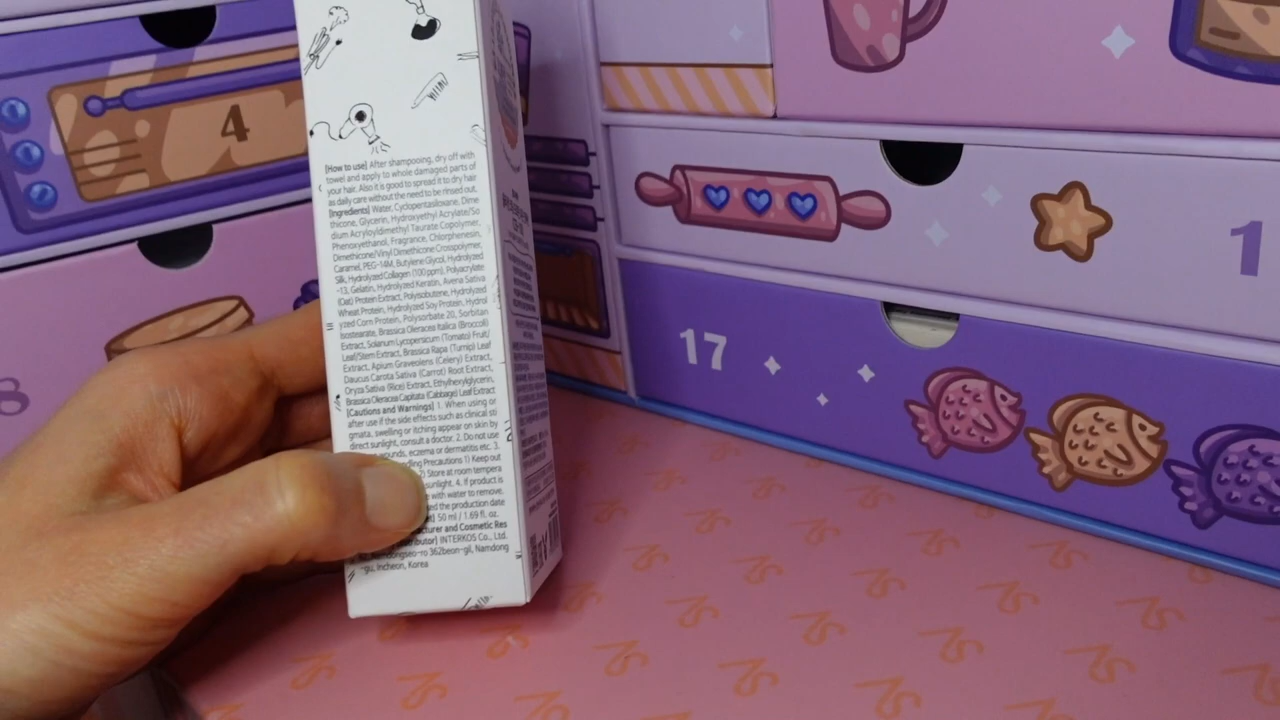 4
[How to use] After shampooing, dry off with
towel and apply to whole damaged parts of
your hair. Also it is good to spread it to dry hair
as daily care without the need to be rinsed out.
[Ingredients] Water, Cyclopentasiloxane, Dime
thicone, Glycerin, Hydroxyethyl Acrylate/So
dium Acryloyldimethyl Taurate Copolymer,
Phenoxyethanol, Fragrance, Chlorphenesin,
Dimethicone/Vinyl Dimethicone Crosspolymer,
Caramel, PEG-14M, Butylene Glycol, Hydrolyzed
Silk, Hydrolyzed Collagen (100 ppm), Polyacrylate
-13, Gelatin, Hydrolyzed Keratin, Avena Sativa
(Oat) Protein Extract, Polyisobutene, Hydrolyzed
Wheat Protein, Hydrolyzed Soy Protein, Hydrol
yzed Corn Protein, Polysorbate 20, Sorbitan
Isostearate, Brassica Oleracea Italica (Broccoli)
Extract, Solanum Lycopersicum (Tomato) Fruit/
Leaf/Stem Extract, Brassica Rapa (Turnip) Leaf
Extract, Apium Graveolens (Celery) Extract,
Daucus Carota Sativa (Carrot) Root Extract,
Oryza Sativa (Rice) Extract, Ethylhexylglycerin,
Brassica Oleracea Capitata (Cabbage) Leaf Extract
[Cautions and Warnings] 1. When using or
after use if the side effects such as clinical sti
gmata, swelling or itching appear on skin by
direct sunlight, consult a doctor. 2. Do not use
wounds, eczema or dermatitis etc. 3.
Precautions 1) Keep out
2) Store at room tempera
sunlight. 4. if product is
with water to remove.
the production date
50 ml / 1.69 fl. oz.
and Cosmetic Res
INTERKOS Co., Ltd.
362beon-gil, Namdong
-gu, Incheon, Korea
8
1
17